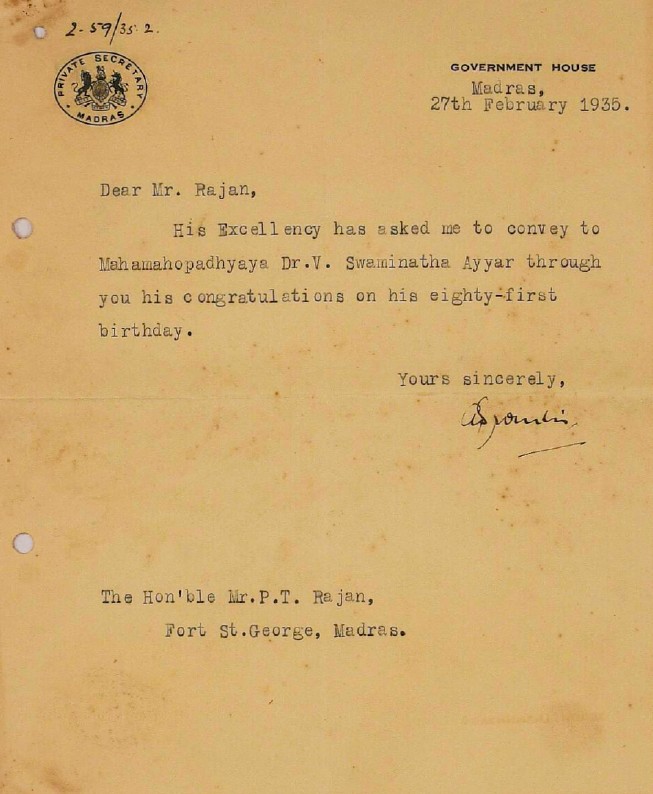 2-59/35.2.
PRIVATE SECRETARY
MADRAS
GOVERNMENT HOUSE
Madras,
27th February 1935.
Dear Mr. Rajan,
His Excellency has asked me to convey to
Mahamahopadhyaya Dr.V. Swaminatha Ayyar through
you his congratulations on his eighty-first
birthday.
Yours sincerely,
The Hon'ble Mr.P.T. Rajan,
Fort St.George, Madras.